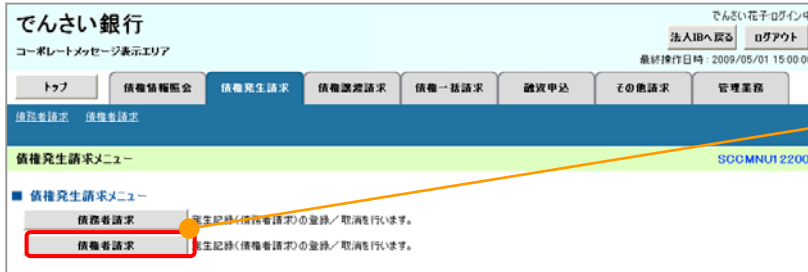 でんさい銀行
でんさい花子:ログイン中
コーポレートメッセージ表示エリア
法人IBへ戻る ログアウト
最終操作日時：2009/05/01 15:00:00
トップ 債権情報照会 債権発生請求 債権譲渡請求 債権一括請求 融資申込 その他請求 管理業務
債務者請求 債権者請求
債権発生請求メニュー SCCMNU12200
■ 債権発生請求メニュー
債務者請求 発生記録(債務者請求)の登録／取消を行います。
債権者請求 発生記録(債権者請求)の登録／取消を行います。